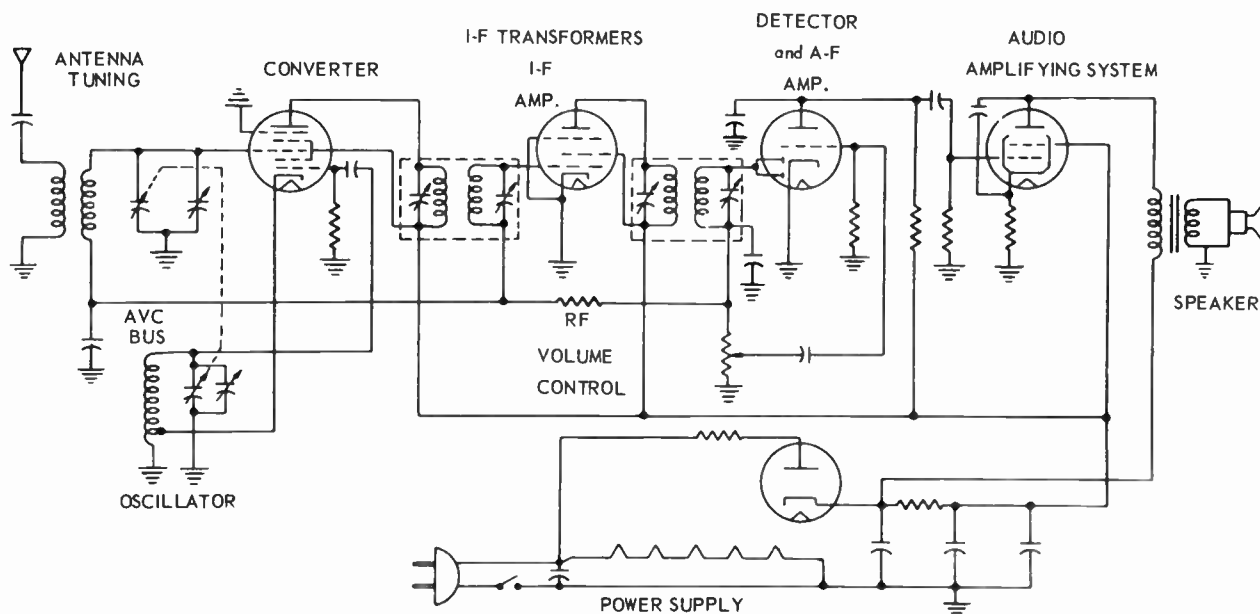 ANTENNA
TUNING
CONVERTER
I-F TRANSFORMERS
I-F
AMP.
DETECTOR
and A-F
AMP.
AUDIO
AMPLIFYING SYSTEM
AVC
BUS
RF
VOLUME
CONTROL
SPEAKER
OSCILLATOR
POWER SUPPLY